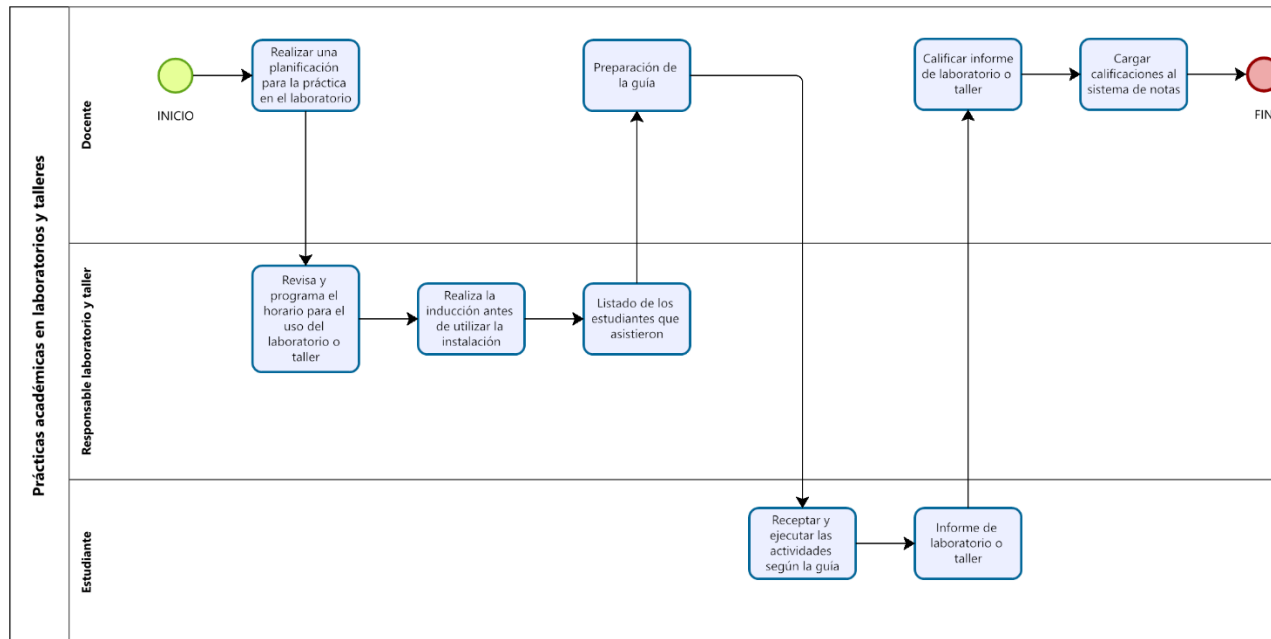 Prácticas académicas en laboratorios y talleres
Docente
INICIO
Realizar una
planificación
para la práctica
en el laboratorio
Preparación de
la guía
Calificar informe
de laboratorio o
taller
Cargar
calificaciones al
sistema de notas
FIN
Responsable laboratorio y taller
Revisa y
programa el
horario para el
uso del
laboratorio o
taller
Realiza la
inducción antes
de utilizar la
instalación
Listado de los
estudiantes que
asistieron
Estudiante
Receptar y
ejecutar las
actividades
según la guía
Informe de
laboratorio o
taller